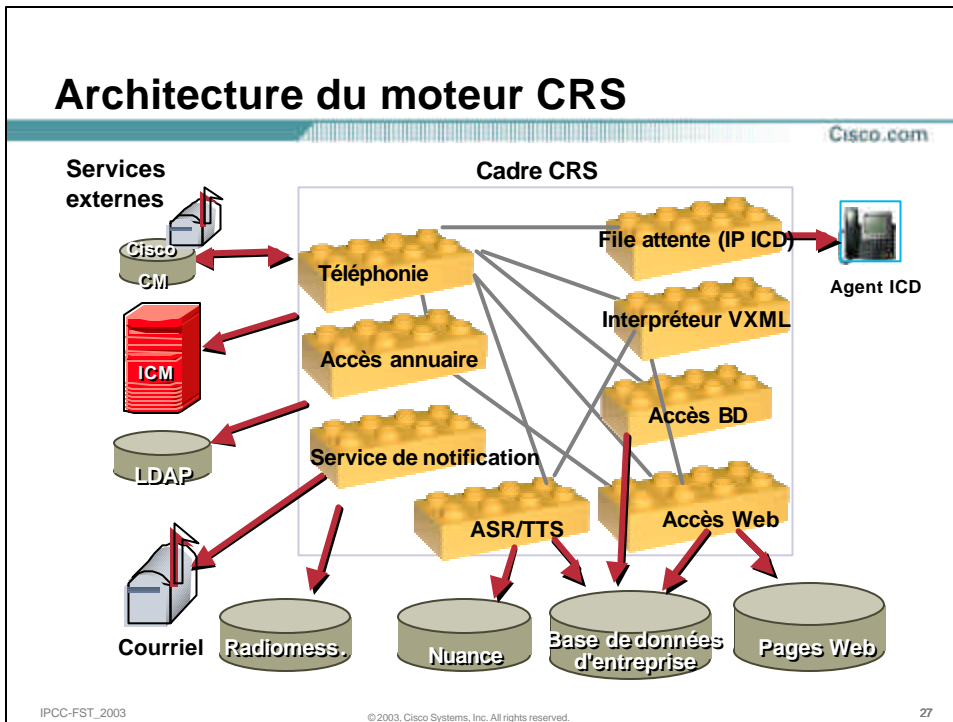 Architecture du moteur CRS
Cisco.com
Services
externes
Cadre CRS
Cisco
CM
Téléphonie
File attente (IP ICD)
Agent ICD
ICM
Accès annuaire
Interpréteur VXML
LDAP
Service de notification
Accès BD
ASR/TTS
Accès Web
Courriel
Radiomess.
Nuance
Base de données
d'entreprise
Pages Web
IPCC-FST_2003
© 2003, Cisco Systems, Inc. All rights reserved.
27